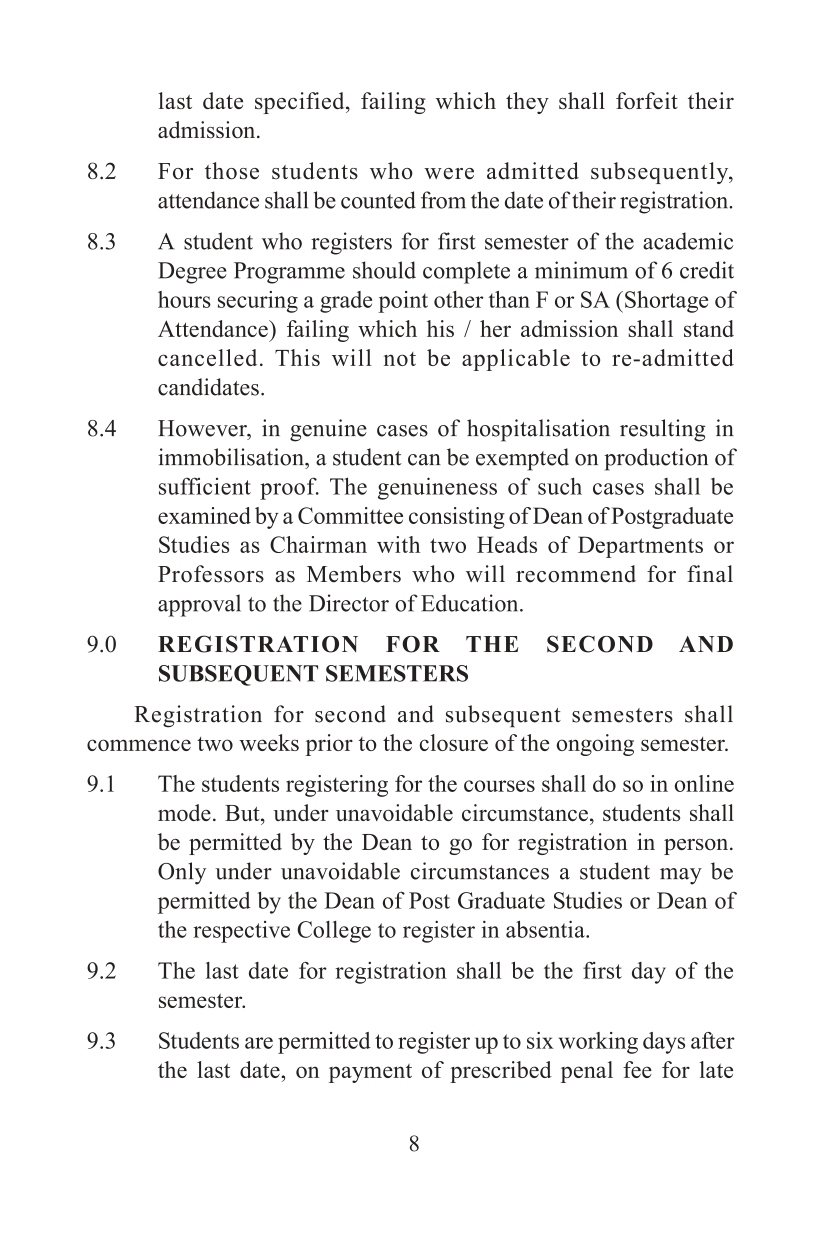 last date specified, failing which they shall forfeit their
admission.
8.2 For those students who were admitted subsequently,
attendance shall be counted from the date of their registration.
8.3 A student who registers for first semester of the academic
Degree Programme should complete a minimum of 6 credit
hours securing a grade point other than F or SA (Shortage of
Attendance) failing which his / her admission shall stand
cancelled. This will not be applicable to re-admitted
candidates.
8.4 However, in genuine cases of hospitalisation resulting in
immobilisation, a student can be exempted on production of
sufficient proof. The genuineness of such cases shall be
examined by a Committee consisting of Dean of Postgraduate
Studies as Chairman with two Heads of Departments or
Professors as Members who will recommend for final
approval to the Director of Education.
9.0 REGISTRATION FOR THE SECOND AND
SUBSEQUENT SEMESTERS
Registration for second and subsequent semesters shall
commence two weeks prior to the closure of the ongoing semester.
9.1 The students registering for the courses shall do so in online
mode. But, under unavoidable circumstance, students shall
be permitted by the Dean to go for registration in person.
Only under unavoidable circumstances a student may be
permitted by the Dean of Post Graduate Studies or Dean of
the respective College to register in absentia.
9.2 The last date for registration shall be the first day of the
semester.
9.3 Students are permitted to register up to six working days after
the last date, on payment of prescribed penal fee for late
8